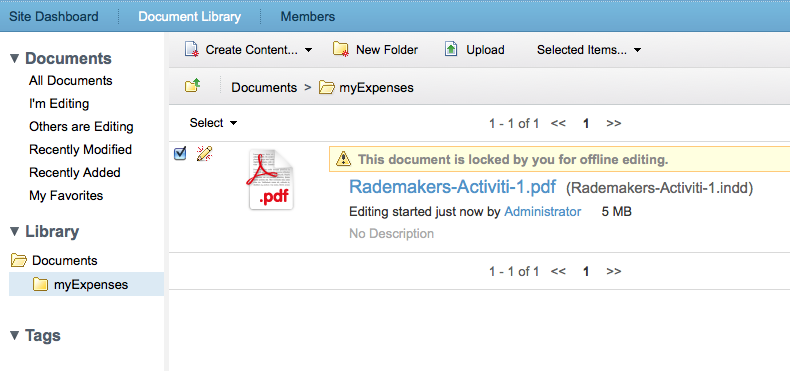 Site Dashboard Document Library Members
Documents
All Documents
I'm Editing
Others are Editing
Recently Modified
Recently Added
My Favorites
Library
Documents
myExpenses
Tags
Create Content... New Folder Upload Selected Items...
Documents > myExpenses
Select 1 - 1 of 1 << 1 >>
.pdf
This document is locked by you for offline editing.
Rademakers-Activiti-1.pdf (Rademakers-Activiti-1.indd)
Editing started just now by Administrator 5 MB
No Description
1 - 1 of 1 << 1 >>